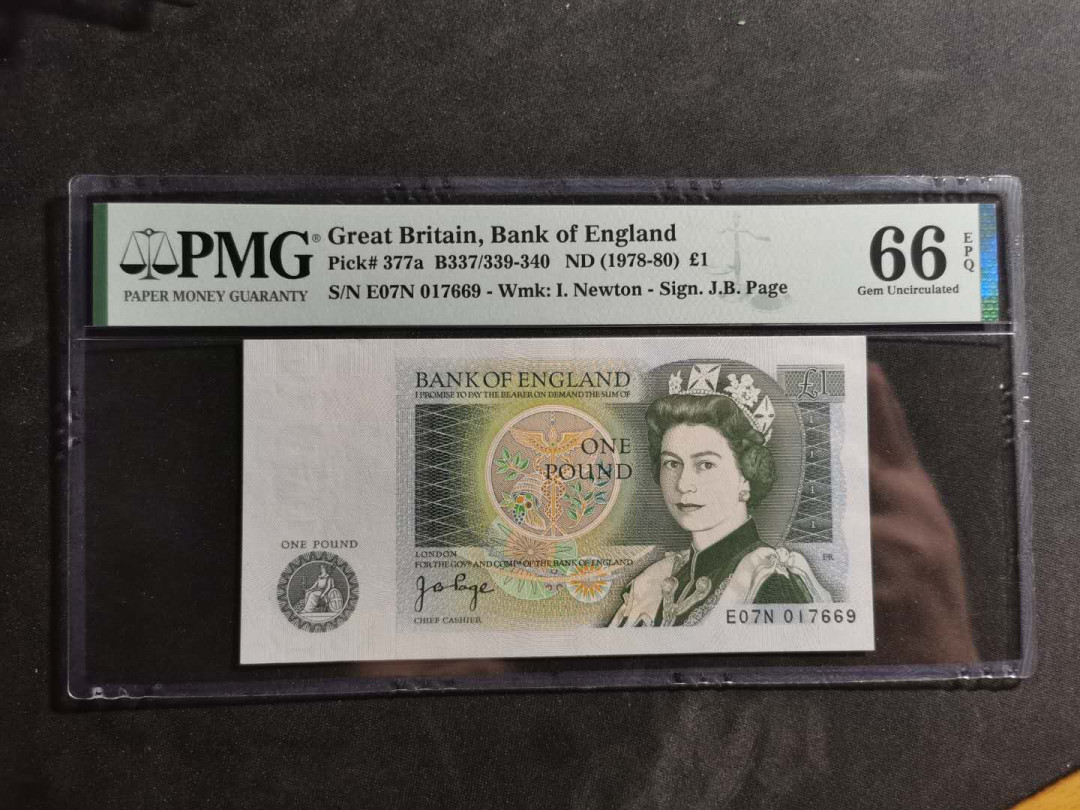 PMG®
PAPER MONEY GUARANTY
Great Britain, Bank of England
Pick# 377a B337/339-340 ND (1978-80) £1
S/N E07N 017669 - Wmk: I. Newton - Sign. J.B. Page
66
EPQ
Gem Uncirculated
BANK OF ENGLAND
I PROMISE TO PAY THE BEARER ON DEMAND THE SUM OF
£1
ONE
POUND
ONE POUND
LONDON
FOR THE GOVR AND COMPA OF THE BANK OF ENGLAND
JB Page
CHIEF CASHIER
E07N 017669